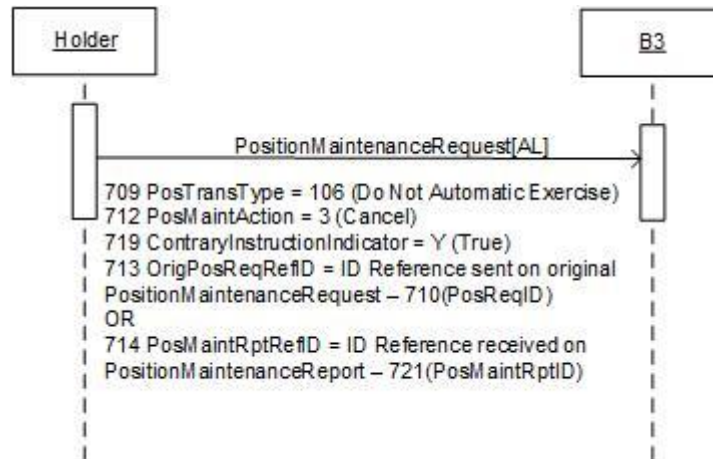 Holder
B3
PositionMaintenanceRequest[AL]
709 PosTransType = 106 (Do Not Automatic Exercise)
712 PosMaintAction = 3 (Cancel)
719 ContraryInstructionIndicator = Y (True)
713 OrigPosReqRefID = ID Reference sent on original
PositionMaintenanceRequest – 710(PosReqID)
OR
714 PosMaintRptRefID = ID Reference received on
PositionMaintenanceReport – 721(PosMaintRptID)